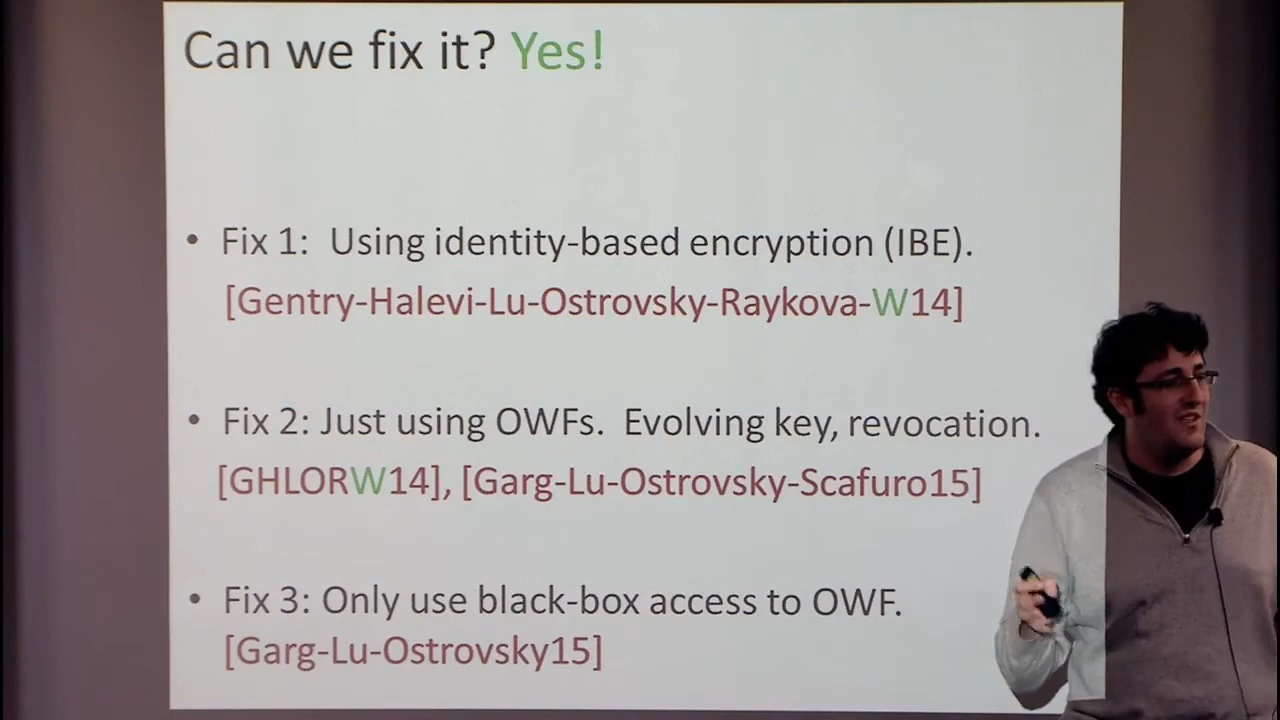 Can we fix it? Yes!
• Fix 1: Using identity-based encryption (IBE).
[Gentry-Halevi-Lu-Ostrovsky-Raykova-W14]
• Fix 2: Just using OWFs. Evolving key, revocation.
[GHLORW14], [Garg-Lu-Ostrovsky-Scafuro15]
• Fix 3: Only use black-box access to OWF.
[Garg-Lu-Ostrovsky15]